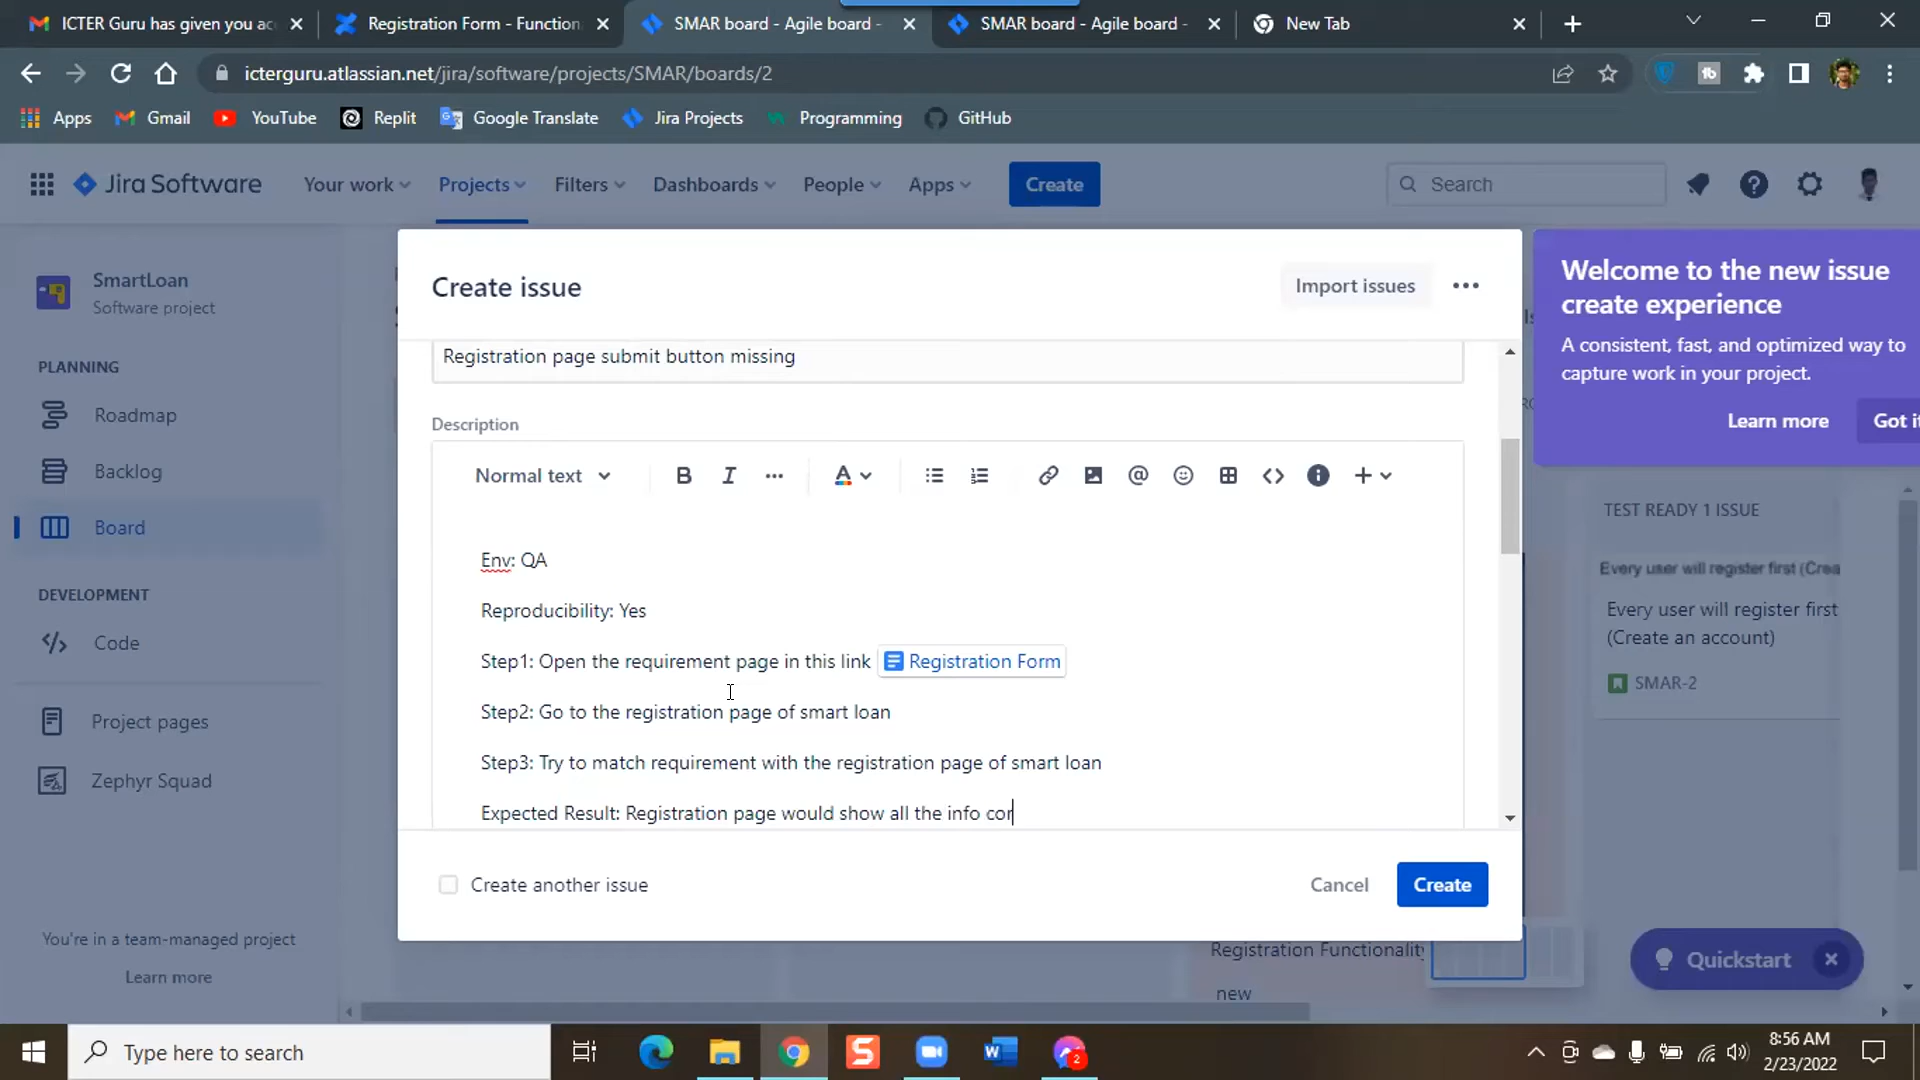 ICTER Guru has given you ac
Registration Form - Function
SMAR board - Agile board -
SMAR board - Agile board -
New Tab
icterguru.atlassian.net/jira/software/projects/SMAR/boards/2
Apps
Gmail
YouTube
Replit
Google Translate
Jira Projects
Programming
GitHub
Jira Software
Your work
Projects
Filters
Dashboards
People
Apps
Create
Search
SmartLoan
Software project
PLANNING
Roadmap
Backlog
Board
DEVELOPMENT
Code
Project pages
Zephyr Squad
You're in a team-managed project
Learn more
Create issue
Import issues
Registration page submit button missing
Description
Normal text
Env: QA
Reproducibility: Yes
Step1: Open the requirement page in this link Registration Form
Step2: Go to the registration page of smart loan
Step3: Try to match requirement with the registration page of smart loan
Expected Result: Registration page would show all the info cor
Create another issue
Cancel
Create
Welcome to the new issue
create experience
A consistent, fast, and optimized way to
capture work in your project.
Learn more
Got it
TEST READY 1 ISSUE
Every user will register first (Crea
Every user will register first
(Create an account)
SMAR-2
Registration Functionality
new
Quickstart
Type here to search
2
8:56 AM
2/23/2022